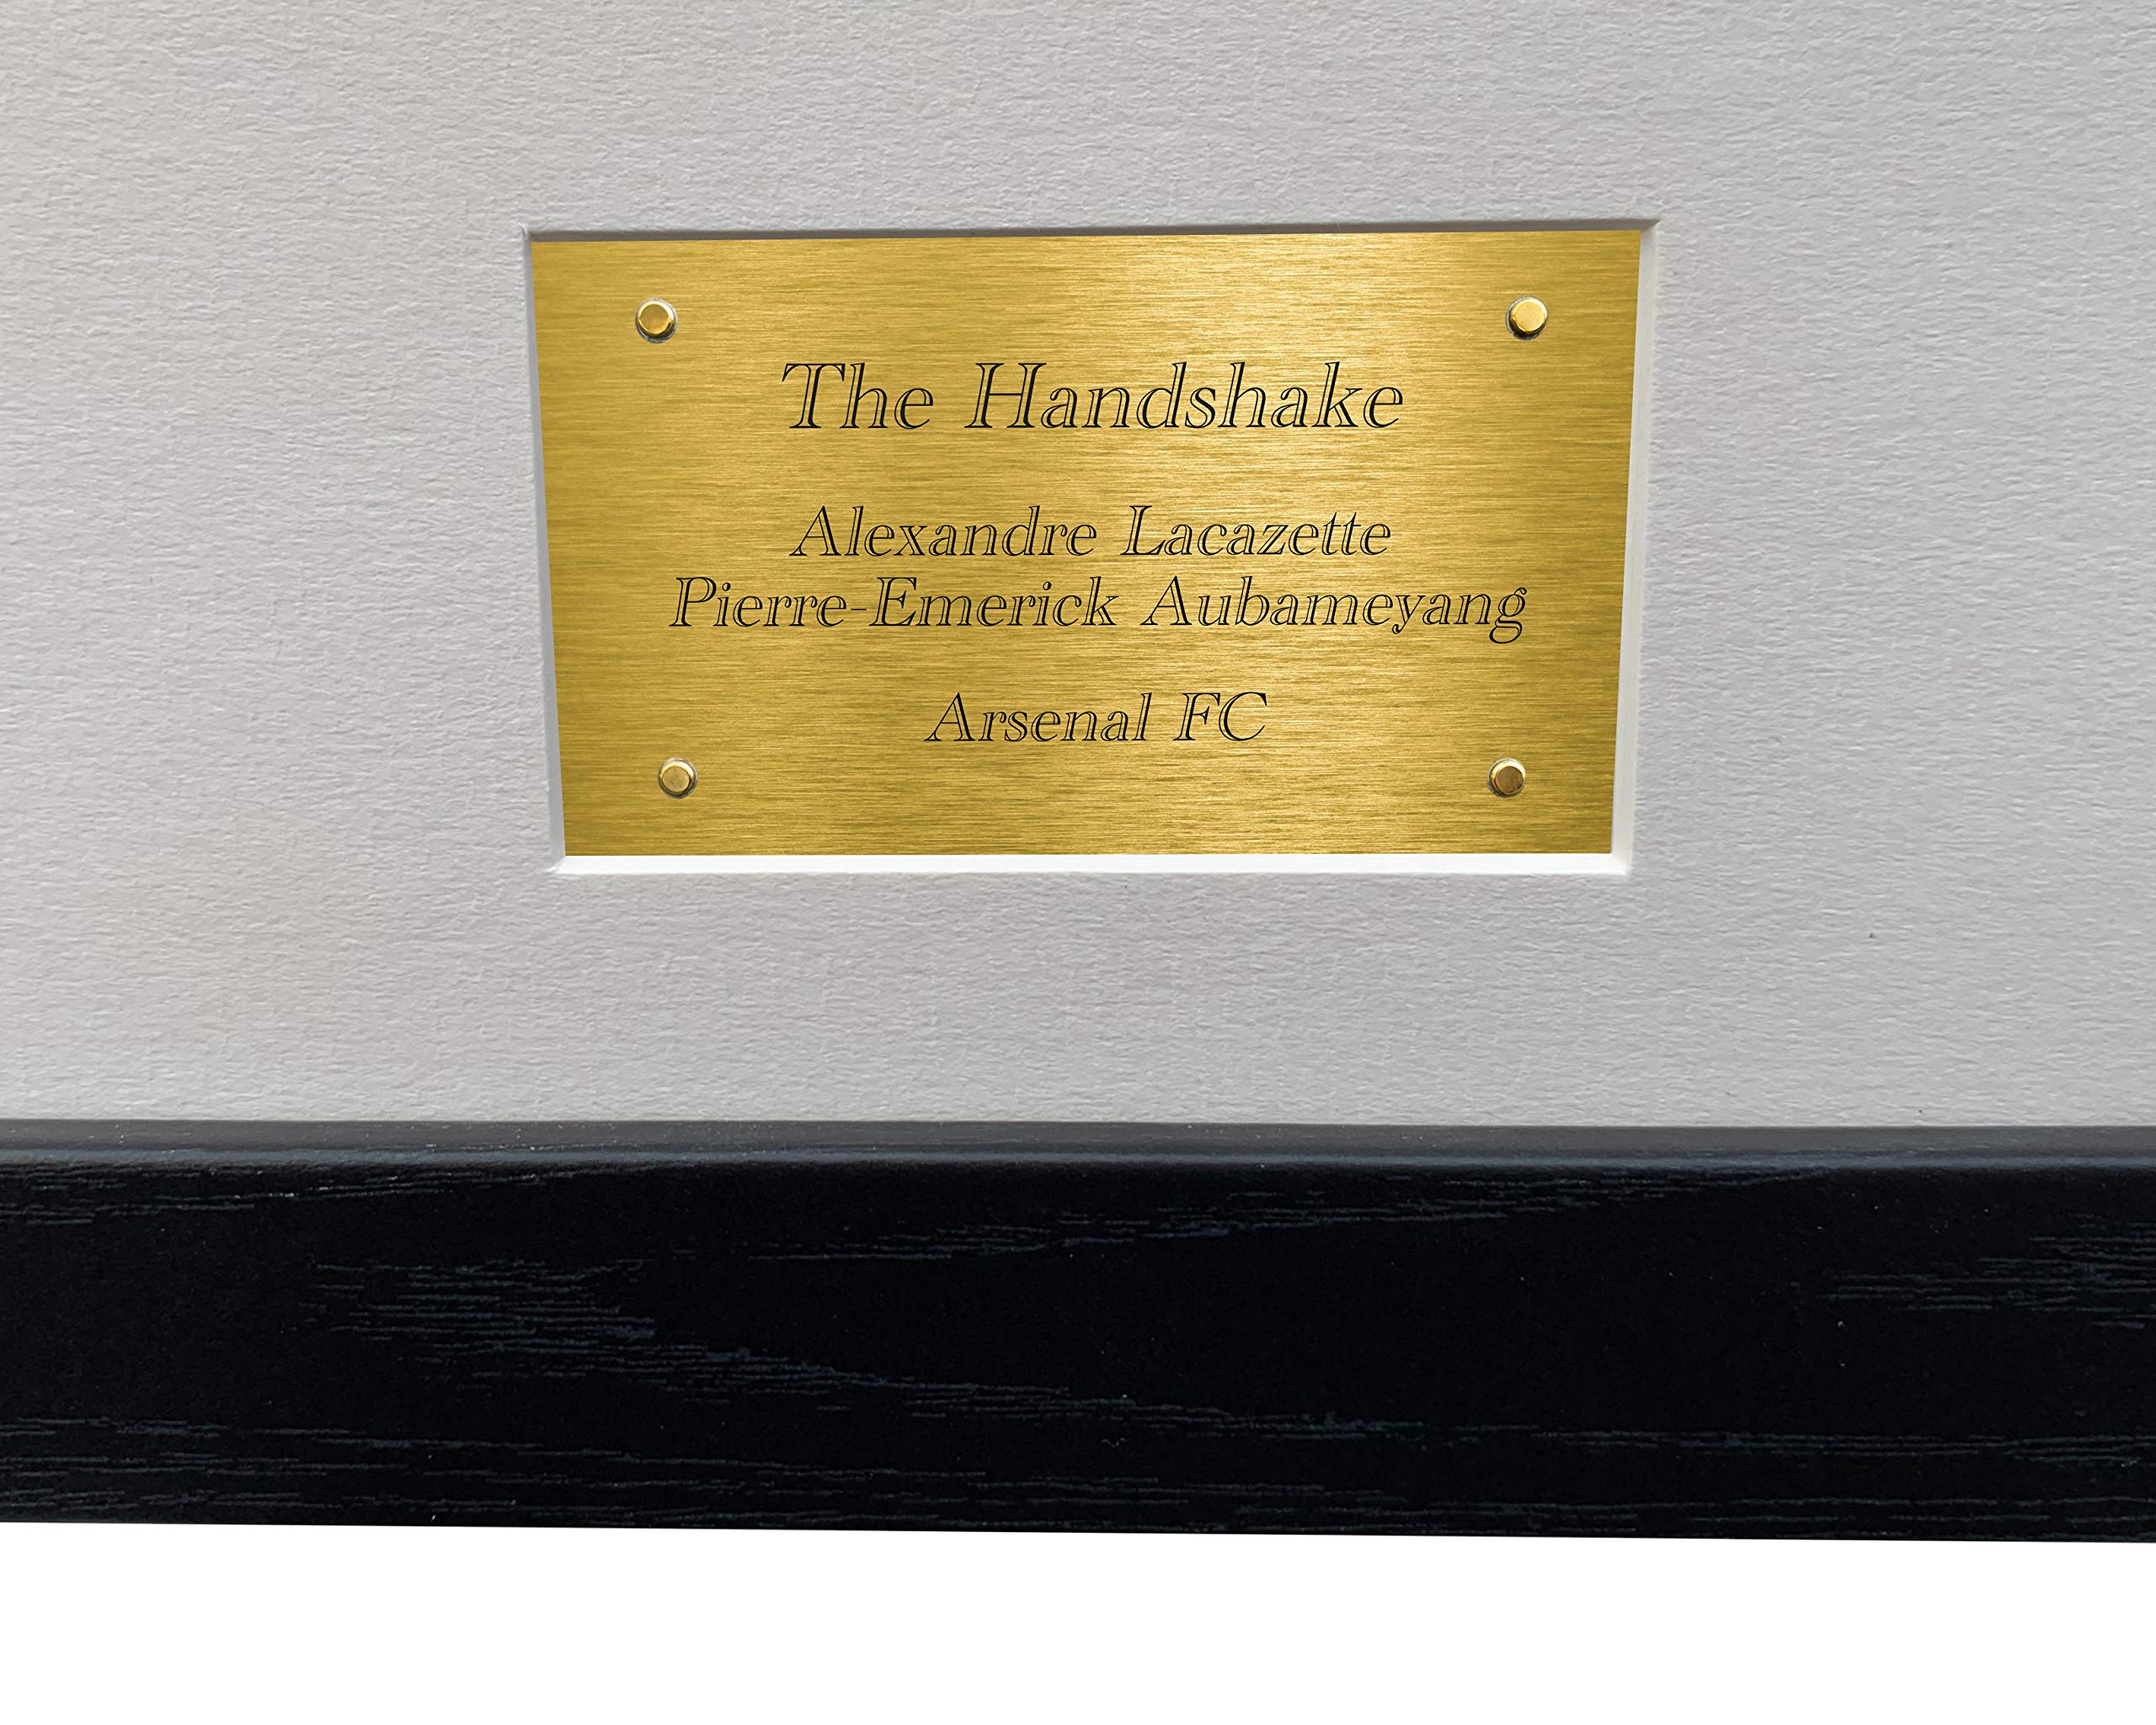 The Handshake
Alexandre Lacazette
Pierre-Emerick Aubameyang
Arsenal FC